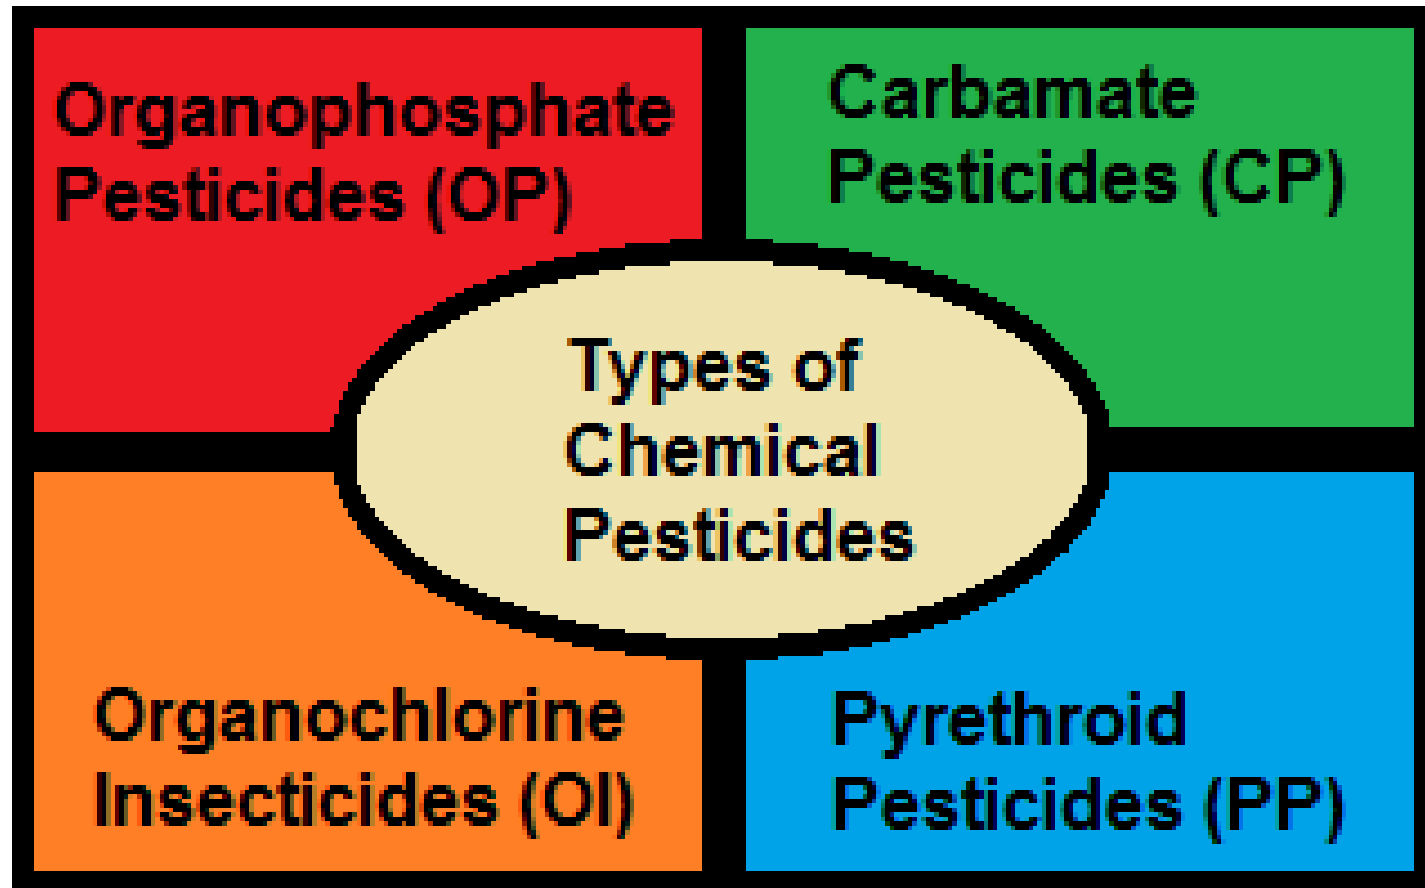 Organophosphate
Pesticides (OP)
Carbamate
Pesticides (CP)
Types of
Chemical
Pesticides
Organochlorine
Insecticides (OI)
Pyrethroid
Pesticides (PP)